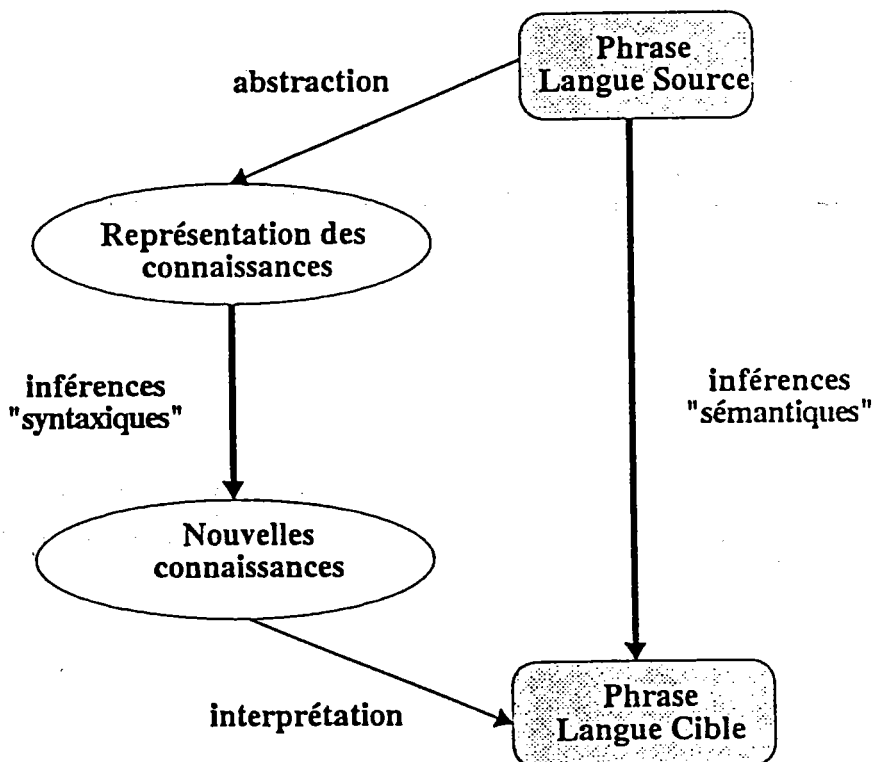 Phrase
Langue Source
abstraction
Représentation des
connaissances
inférences
"syntaxiques"
inférences
"sémantiques"
Nouvelles
connaissances
interprétation
Phrase
Langue Cible